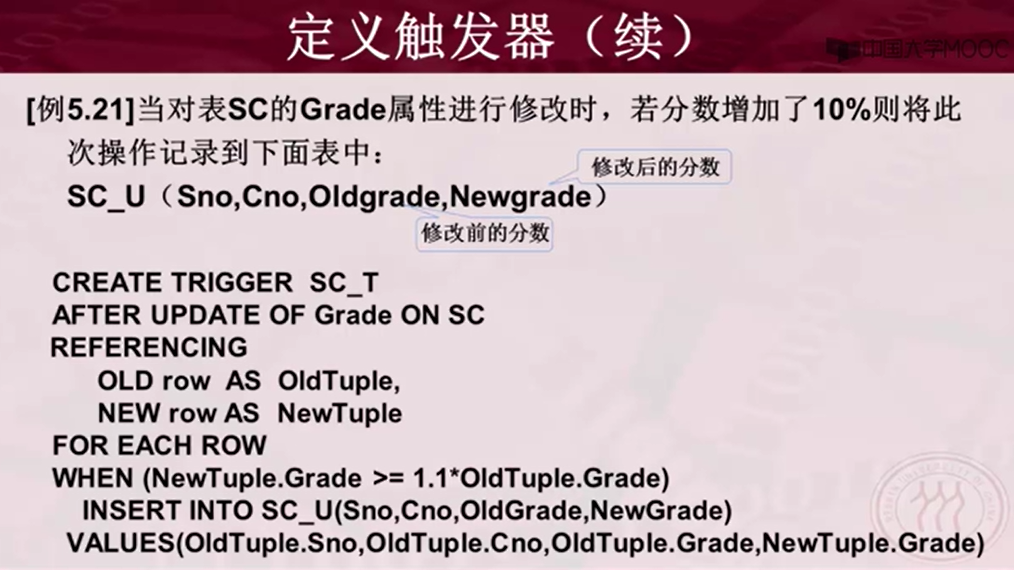 定义触发器（续）
中国大学MOOC
[例5.21]当对表SC的Grade属性进行修改时，若分数增加了10%则将此
次操作记录到下面表中：
修改后的分数
SC_U（Sno,Cno,Oldgrade,Newgrade）
修改前的分数
CREATE TRIGGER SC_T
AFTER UPDATE OF Grade ON SC
REFERENCING
OLD row AS OldTuple,
NEW row AS NewTuple
FOR EACH ROW
WHEN (NewTuple.Grade >= 1.1*OldTuple.Grade)
INSERT INTO SC_U(Sno,Cno,OldGrade,NewGrade)
VALUES(OldTuple.Sno,OldTuple.Cno,OldTuple.Grade,NewTuple.Grade)